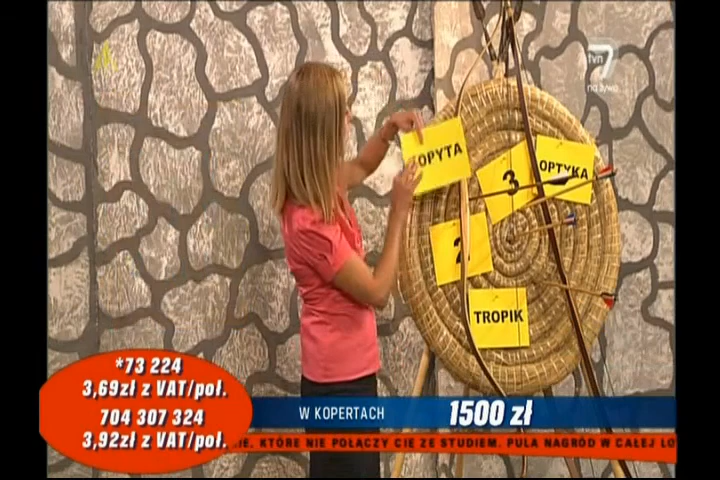 tvn
7
na żywo
OPYTA
3
OPTYKA
2
TROPIK
*73 224
3,69zł z VAT/poł.
704 307 324
3,92zł z VAT/poł.
W KOPERTACH
1500 zł
IE, KTÓRE NIE POŁĄCZY CIĘ ZE STUDIEM. PULA NAGRÓD W CAŁEJ LO